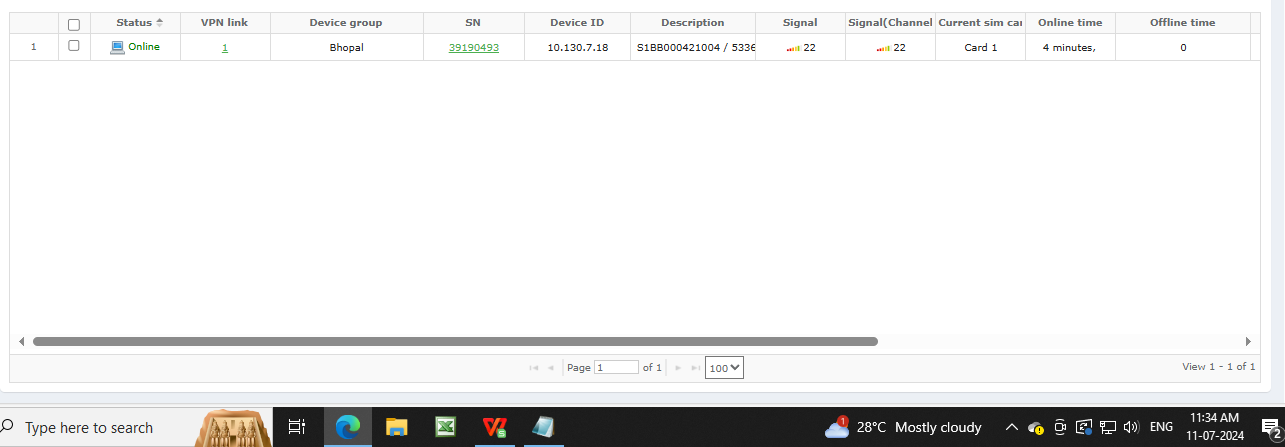 Status VPN link Device group SN Device ID Description Signal Signal(Channel Current sim car Online time Offline time
1 Online 1 Bhopal 39190493 10.130.7.18 S1BB000421004 / 5336 22 22 Card 1 4 minutes, 0
Page 1 of 1 100 View 1 - 1 of 1
Type here to search 1 28°C Mostly cloudy ENG 11:34 AM 2
11-07-2024